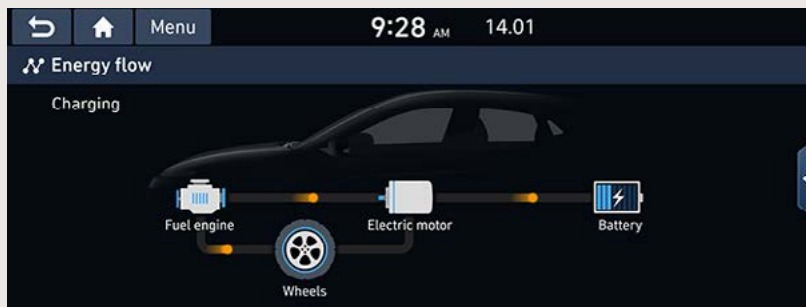 Menu
9:28 AM
14.01
Energy flow
Charging
Fuel engine
Electric motor
Battery
Wheels